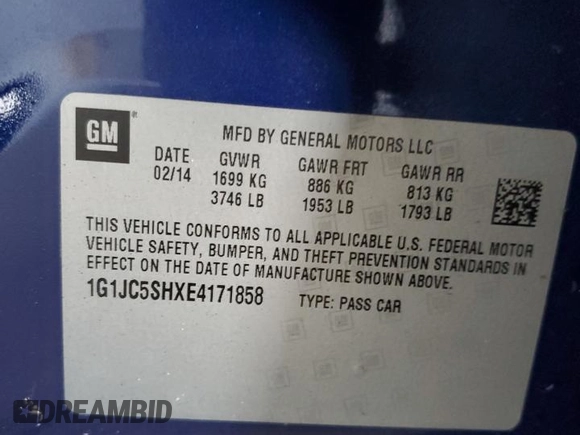 GM
MFD BY GENERAL MOTORS LLC
DATE GVWR GAWR FRT GAWR RR
02/14 1699 KG 886 KG 813 KG
3746 LB 1953 LB 1793 LB
THIS VEHICLE CONFORMS TO ALL APPLICABLE U.S. FEDERAL MOTOR
VEHICLE SAFETY, BUMPER, AND THEFT PREVENTION STANDARDS IN
EFFECT ON THE DATE OF MANUFACTURE SHOWN ABOVE.
1G1JC5SHXE4171858 TYPE: PASS CAR
DREAMBID